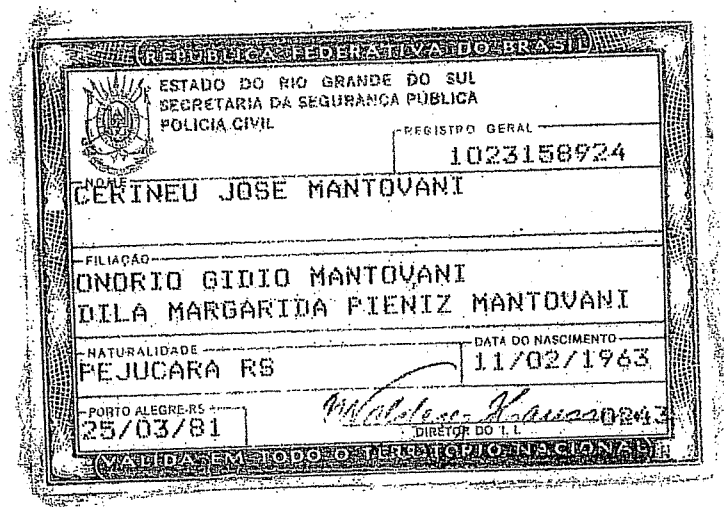 REPÚBLICA FEDERATIVA DO BRASIL
ESTADO DO RIO GRANDE DO SUL
SECRETARIA DA SEGURANÇA PÚBLICA
POLICIA CIVIL
REGISTRO GERAL
1023158924
NOME
CERINEU JOSE MANTOVANI
FILIAÇÃO
ONORIO GIDIO MANTOVANI
DILA MARGARIDA PIENIZ MANTOVANI
NATURALIDADE
PEJUCARA RS
DATA DO NASCIMENTO
11/02/1963
PORTO ALEGRE-RS
25/03/81
0243
DIRETOR DO I. I.
VALIDA EM TODO O TERRITORIO NACIONAL